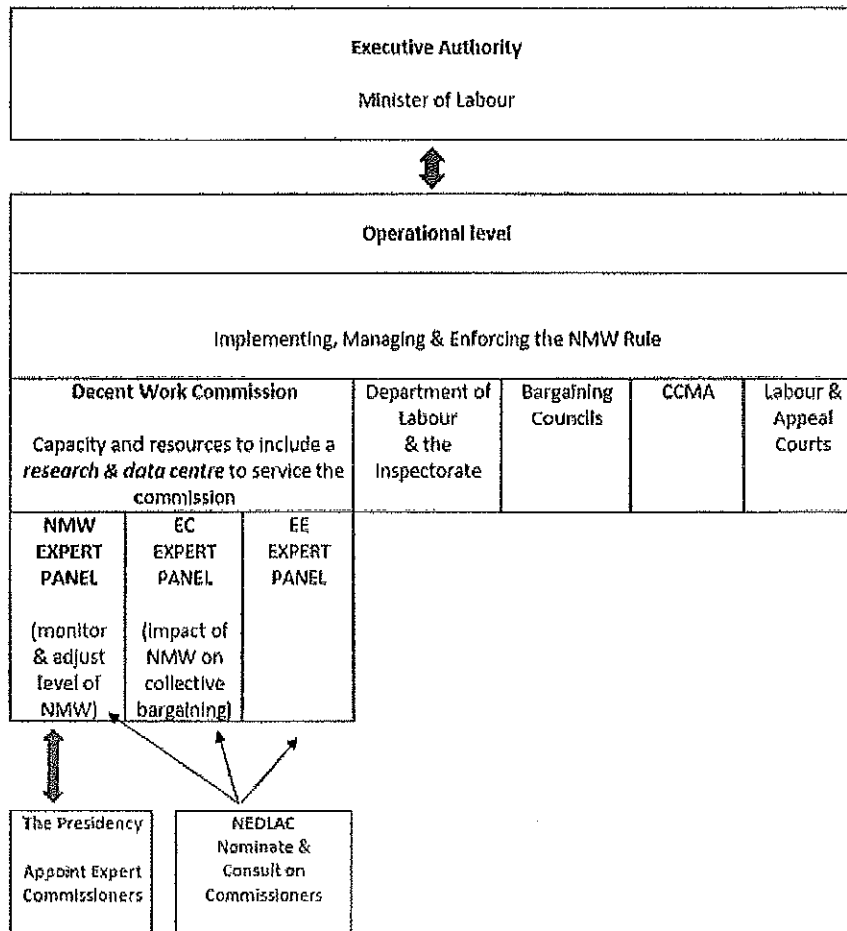 Executive Authority
Minister of Labour
Operational level
Implementing, Managing & Enforcing the NMW Rule
Decent Work Commission
Capacity and resources to include a
research & data centre to service the
commission
Department of
Labour
& the
Inspectorate
Bargaining
Councils
CCMA
Labour &
Appeal
Courts
NMW
EXPERT
PANEL
(monitor
& adjust
level of
NMW)
EC
EXPERT
PANEL
(impact of
NMW on
collective
bargaining)
EE
EXPERT
PANEL
The Presidency
Appoint Expert
Commissioners
NEDLAC
Nominate &
Consult on
Commissioners